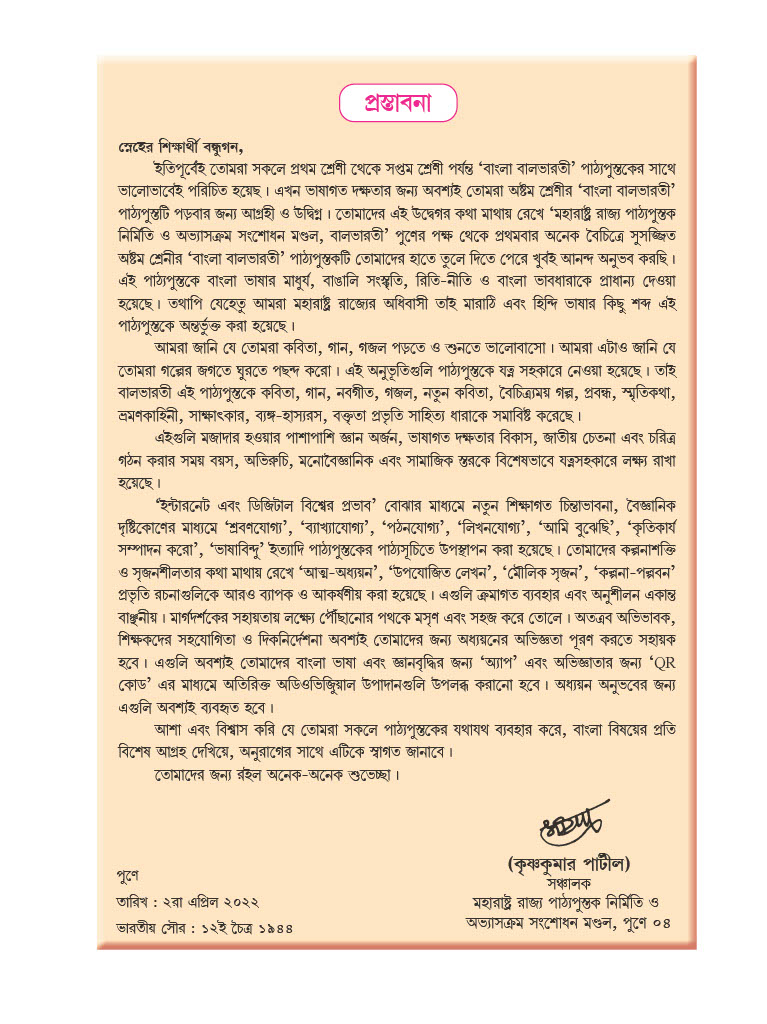 প্রস্তাবনা
স্নেহের শিক্ষার্থী বন্ধুগন,
ইতিপূর্বেই তোমরা সকলে প্রথম শ্রেণী থেকে সপ্তম শ্রেণী পর্যন্ত ‘বাংলা বালভারতী’ পাঠ্যপুস্তকের সাথে
ভালোভাবেই পরিচিত হয়েছ। এখন ভাষাগত দক্ষতার জন্য অবশ্যই তোমরা অষ্টম শ্রেণীর ‘বাংলা বালভারতী’
পাঠ্যপুস্তটি পড়বার জন্য আগ্রহী ও উদ্বিগ্ন। তোমাদের এই উদ্বেগর কথা মাথায় রেখে ‘মহারাষ্ট্র রাজ্য পাঠ্যপুস্তক
নির্মিতি ও অভ্যাসক্রম সংশোধন মণ্ডল, বালভারতী’ পুণের পক্ষ থেকে প্রথমবার অনেক বৈচিত্রে সুসজ্জিত
অষ্টম শ্রেনীর ‘বাংলা বালভারতী’ পাঠ্যপুস্তকটি তোমাদের হাতে তুলে দিতে পেরে খুবই আনন্দ অনুভব করছি।
এই পাঠ্যপুস্তকে বাংলা ভাষার মাধুর্য, বাঙালি সংস্কৃতি, রিতি-নীতি ও বাংলা ভাবধারাকে প্রাধান্য দেওয়া
হয়েছে। তথাপি যেহেতু আমরা মহারাষ্ট্র রাজ্যের অধিবাসী তাই মারাঠি এবং হিন্দি ভাষার কিছু শব্দ এই
পাঠ্যপুস্তকে অন্তর্ভুক্ত করা হয়েছে।
আমরা জানি যে তোমরা কবিতা, গান, গজল পড়তে ও শুনতে ভালোবাসো। আমরা এটাও জানি যে
তোমরা গল্পের জগতে ঘুরতে পছন্দ করো। এই অনুভূতিগুলি পাঠ্যপুস্তকে যত্ন সহকারে নেওয়া হয়েছে। তাই
বালভারতী এই পাঠ্যপুস্তকে কবিতা, গান, নবগীত, গজল, নতুন কবিতা, বৈচিত্র্যময় গল্প, প্রবন্ধ, স্মৃতিকথা,
ভ্রমণকাহিনী, সাক্ষাৎকার, ব্যঙ্গ-হাস্যরস, বক্তৃতা প্রভৃতি সাহিত্য ধারাকে সমাবিষ্ট করেছে।
এইগুলি মজাদার হওয়ার পাশাপাশি জ্ঞান অর্জন, ভাষাগত দক্ষতার বিকাস, জাতীয় চেতনা এবং চরিত্র
গঠন করার সময় বয়স, অভিরুচি, মনোবৈজ্ঞানিক এবং সামাজিক স্তরকে বিশেষভাবে যত্নসহকারে লক্ষ্য রাখা
হয়েছে।
‘ইন্টারনেট এবং ডিজিটাল বিশ্বের প্রভাব’ বোঝার মাধ্যমে নতুন শিক্ষাগত চিন্তাভাবনা, বৈজ্ঞানিক
দৃষ্টিকোণের মাধ্যমে ‘শ্রবণযোগ্য’, ‘ব্যাখ্যাযোগ্য’, ‘পঠনযোগ্য’, ‘লিখনযোগ্য’, ‘আমি বুঝেছি’, ‘কৃতিকার্য
সম্পাদন করো’, ‘ভাষাবিন্দু’ ইত্যাদি পাঠ্যপুস্তকের পাঠ্যসূচিতে উপস্থাপন করা হয়েছে। তোমাদের কল্পনাশক্তি
ও সৃজনশীলতার কথা মাথায় রেখে ‘আত্ম-অধ্যয়ন’, ‘উপযোজিত লেখন’, ‘মৌলিক সৃজন’, ‘কল্পনা-পল্লবন’
প্রভৃতি রচনাগুলিকে আরও ব্যাপক ও আকর্ষণীয় করা হয়েছে। এগুলি ক্রমাগত ব্যবহার এবং অনুশীলন একান্ত
বাঞ্ছনীয়। মার্গদর্শকের সহায়তায় লক্ষ্যে পৌঁছানোর পথকে মসৃণ এবং সহজ করে তোলে। অতত্রব অভিভাবক,
শিক্ষকদের সহযোগিতা ও দিকনির্দেশনা অবশ্যই তোমাদের জন্য অধ্যয়নের অভিজ্ঞতা পূরণ করতে সহায়ক
হবে। এগুলি অবশ্যই তোমাদের বাংলা ভাষা এবং জ্ঞানবৃদ্ধির জন্য ‘অ্যাপ’ এবং অভিজ্ঞাতার জন্য ‘QR
কোড’ এর মাধ্যমে অতিরিক্ত অডিওভিজ্যুিয়াল উপাদানগুলি উপলব্ধ করানো হবে। অধ্যয়ন অনুভবের জন্য
এগুলি অবশ্যই ব্যবহৃত হবে।
আশা এবং বিশ্বাস করি যে তোমরা সকলে পাঠ্যপুস্তকের যথাযথ ব্যবহার করে, বাংলা বিষয়ের প্রতি
বিশেষ আগ্রহ দেখিয়ে, অনুরাগের সাথে এটিকে স্বাগত জানাবে।
তোমাদের জন্য রইল অনেক-অনেক শুভেচ্ছা।
(কৃষ্ণকুমার পাটীল)
সঞ্চালক
মহারাষ্ট্র রাজ্য পাঠ্যপুস্তক নির্মিতি ও
অভ্যাসক্রম সংশোধন মণ্ডল, পুণে ০৪
পুণে
তারিখ : ২রা এপ্রিল ২০২২
ভারতীয় সৌর : ১২ই চৈত্র ১৯৪৪